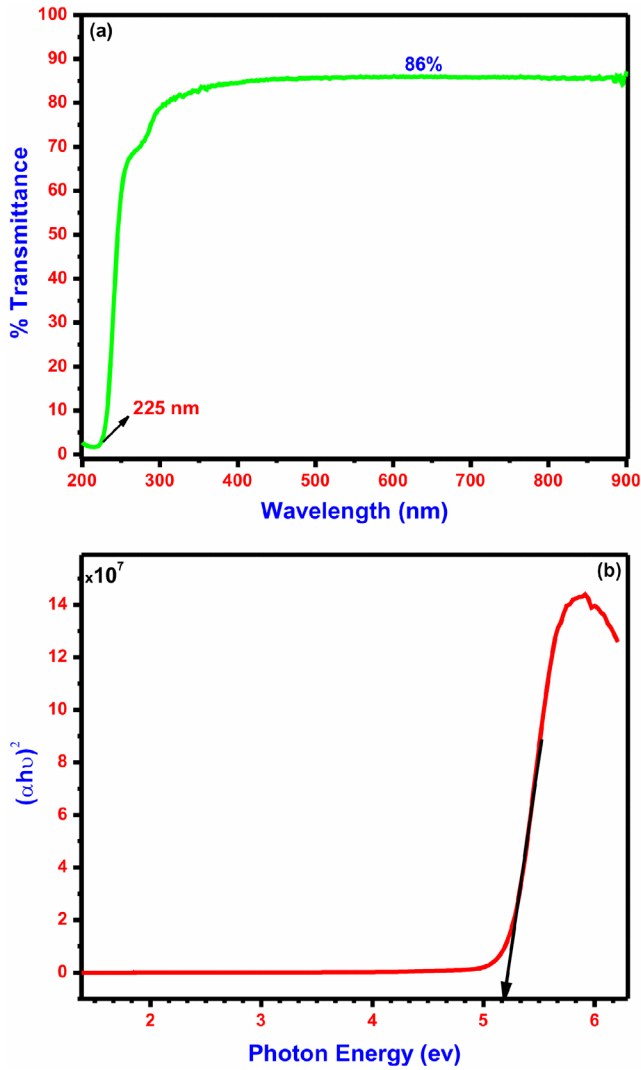 (a)
86%
100
90
80
70
60
50
40
30
20
10
0
% Transmittance
225 nm
200 300 400 500 600 700 800 900
Wavelength (nm)
x10⁷
(b)
14
12
10
8
6
4
2
0
(αhυ)²
2 3 4 5 6
Photon Energy (ev)